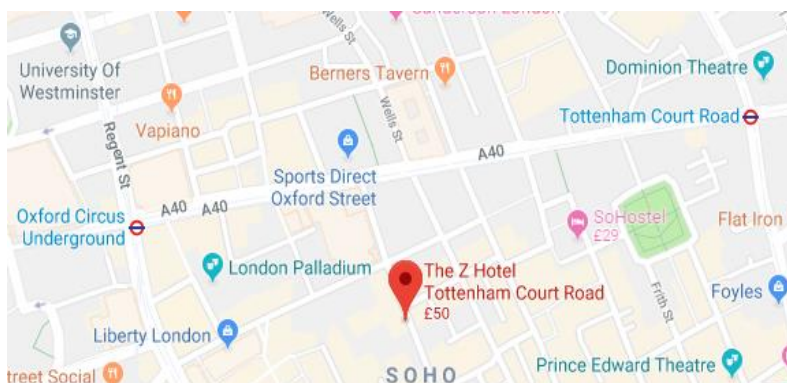 Wells St
University Of
Westminster
Berners Tavern
Dominion Theatre
Vapiano
Wells St
Tottenham Court Road
Regent St
A40
Sports Direct
Oxford Street
A40
A40
Oxford Circus
Underground
SoHostel
£29
Flat Iron
London Palladium
The Z Hotel
Tottenham Court Road
£50
Frith St
Foyles
Liberty London
Prince Edward Theatre
SOHO
treet Social